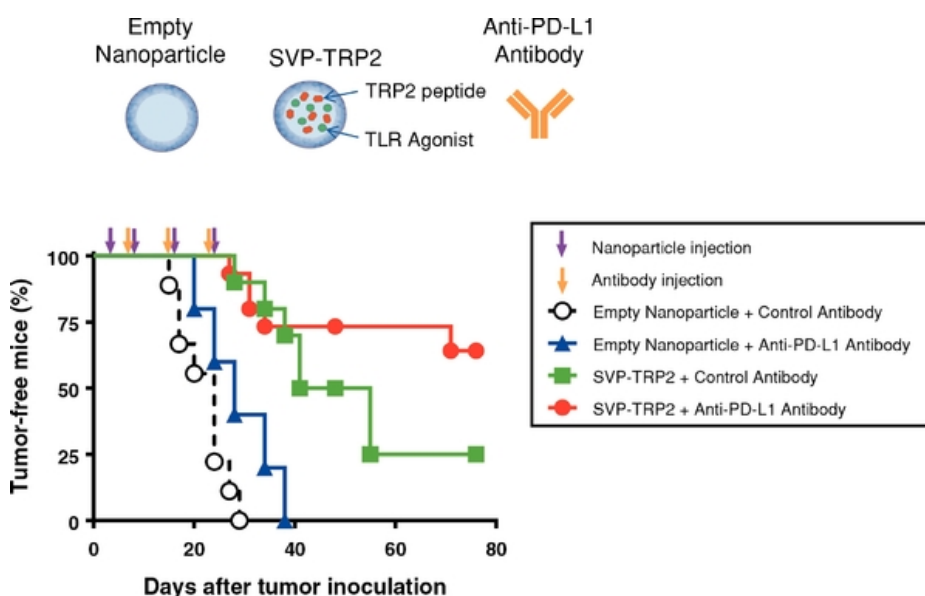 Empty
Nanoparticle
SVP-TRP2
Anti-PD-L1
Antibody
TRP2 peptide
TLR Agonist
Tumor-free mice (%)
100
75
50
25
0
0 20 40 60 80
Days after tumor inoculation
Nanoparticle injection
Antibody injection
Empty Nanoparticle + Control Antibody
Empty Nanoparticle + Anti-PD-L1 Antibody
SVP-TRP2 + Control Antibody
SVP-TRP2 + Anti-PD-L1 Antibody